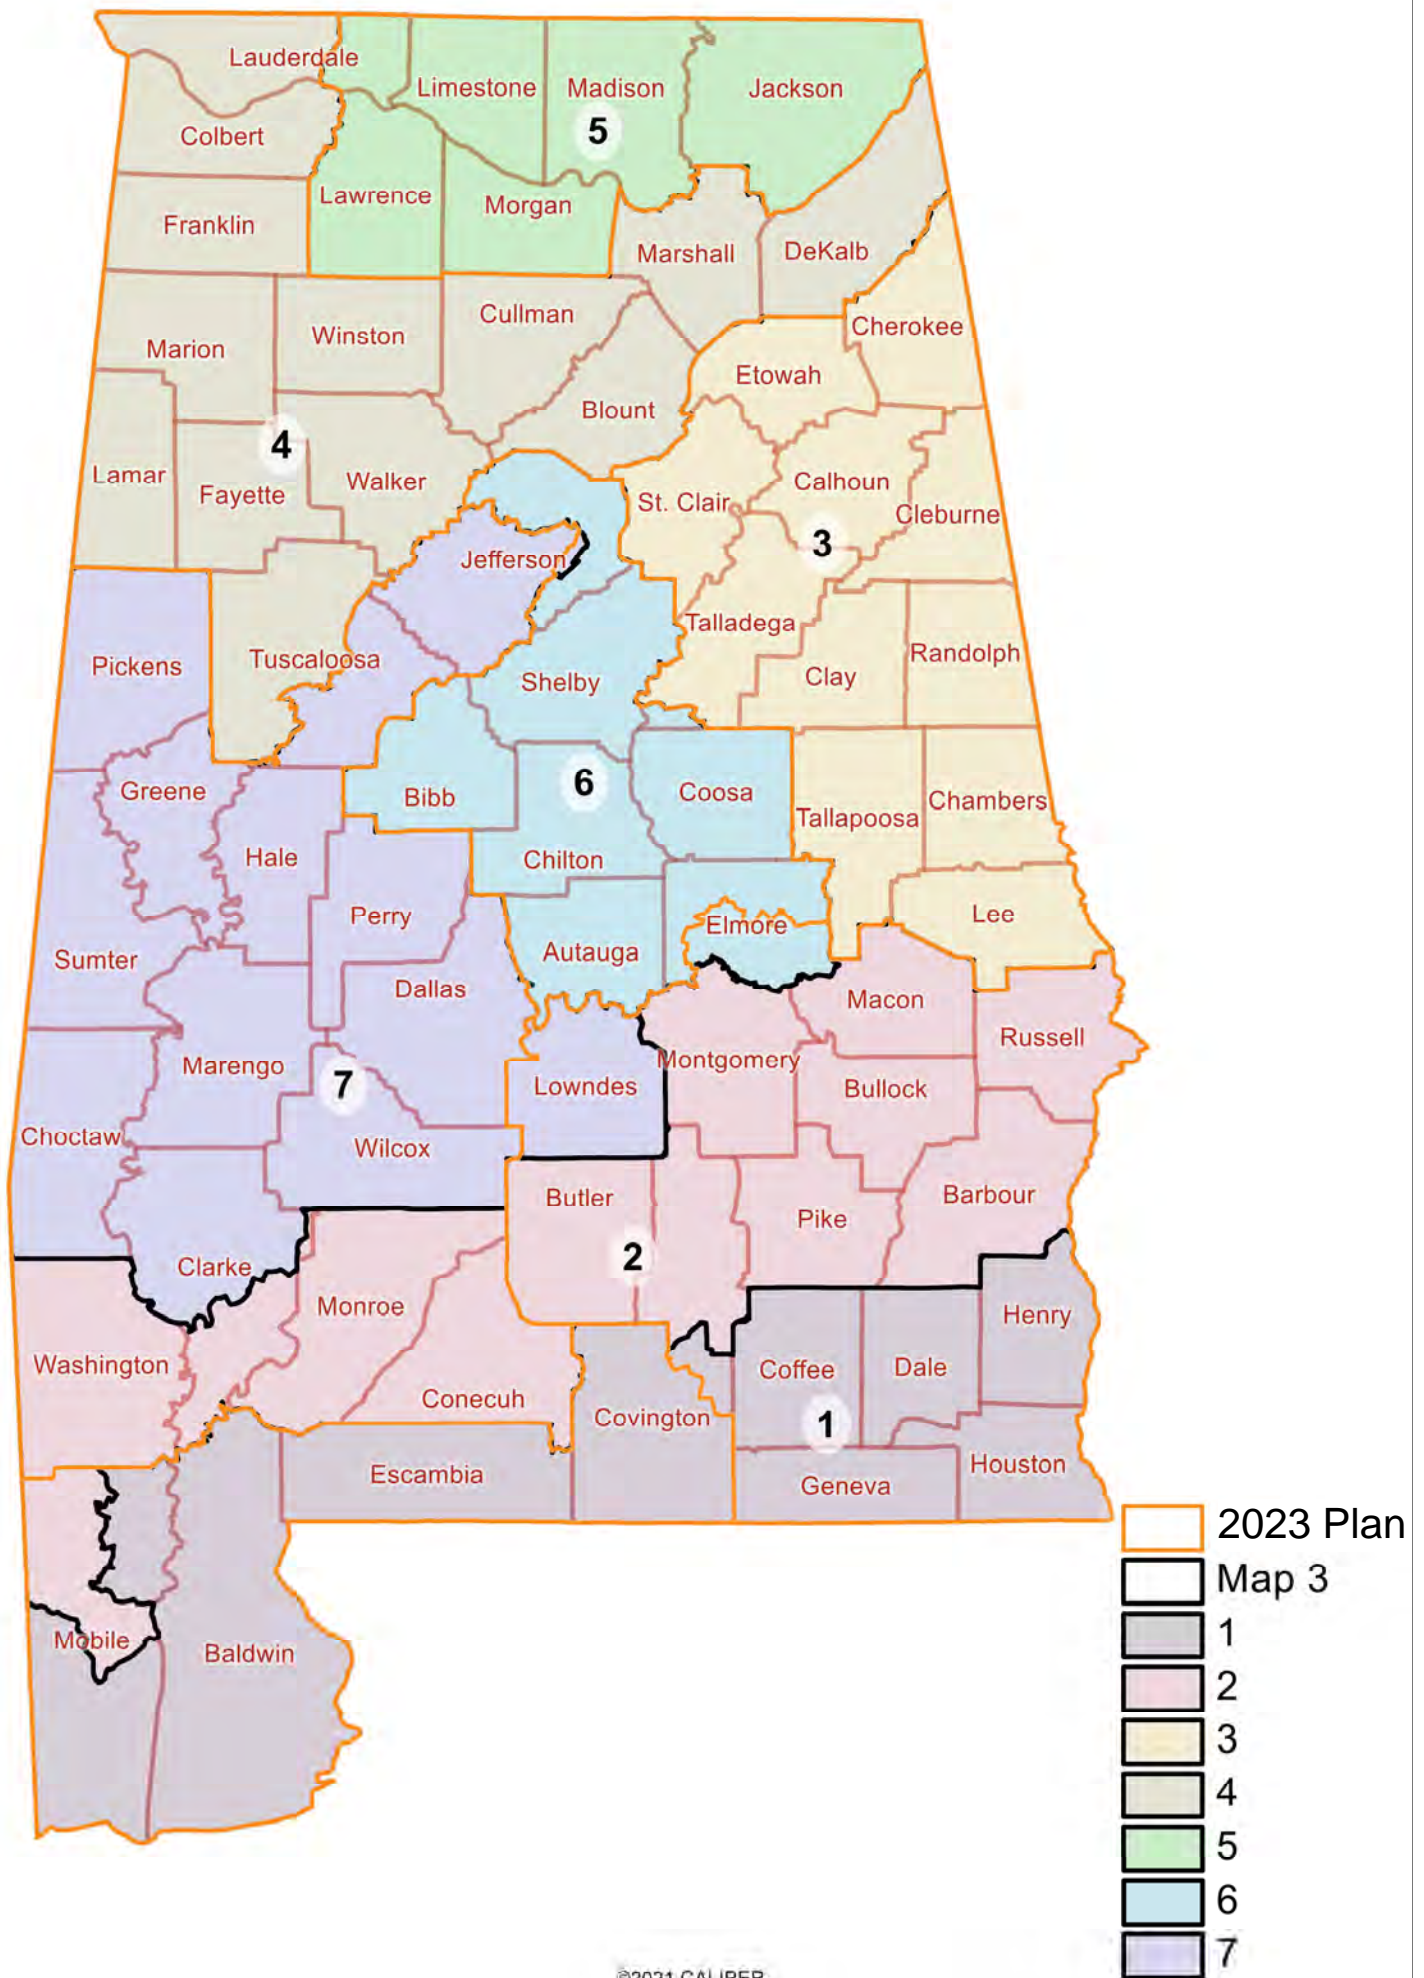 Lauderdale
Limestone
Madison
Jackson
5
Colbert
Lawrence
Morgan
Franklin
Marshall
DeKalb
Cullman
Winston
Marion
Cherokee
Etowah
Blount
4
Lamar
Fayette
Walker
St. Clair
Calhoun
Cleburne
3
Jefferson
Talladega
Randolph
Pickens
Tuscaloosa
Shelby
Clay
Greene
6
Bibb
Coosa
Chambers
Tallapoosa
Hale
Chilton
Perry
Lee
Elmore
Autauga
Sumter
Dallas
Macon
Russell
Marengo
Montgomery
7
Lowndes
Bullock
Choctaw
Wilcox
Butler
Barbour
Pike
2
Clarke
Monroe
Henry
Washington
Coffee
Dale
Conecuh
Covington
1
Escambia
Houston
Geneva
Mobile
Baldwin
2023 Plan
Map 3
1
2
3
4
5
6
7
©2021 CALIPER